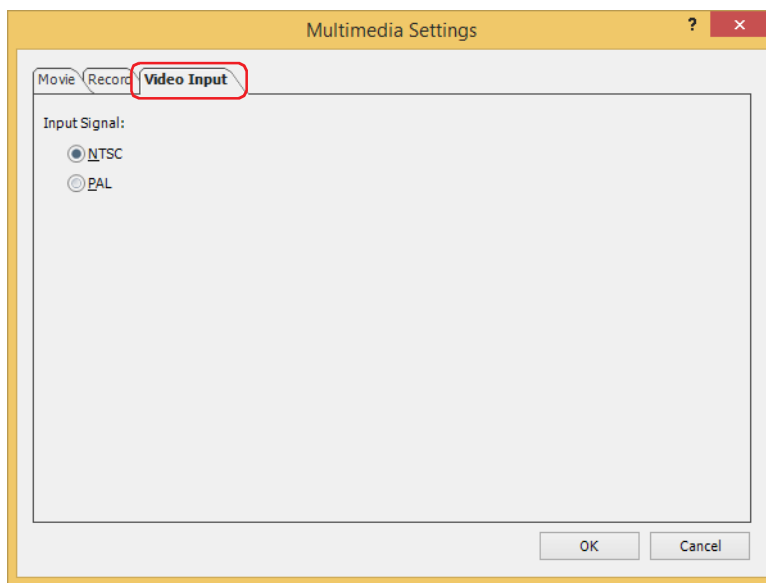 Multimedia Settings ? ×
Movie Record Video Input
Input Signal:
NTSC
PAL
OK Cancel